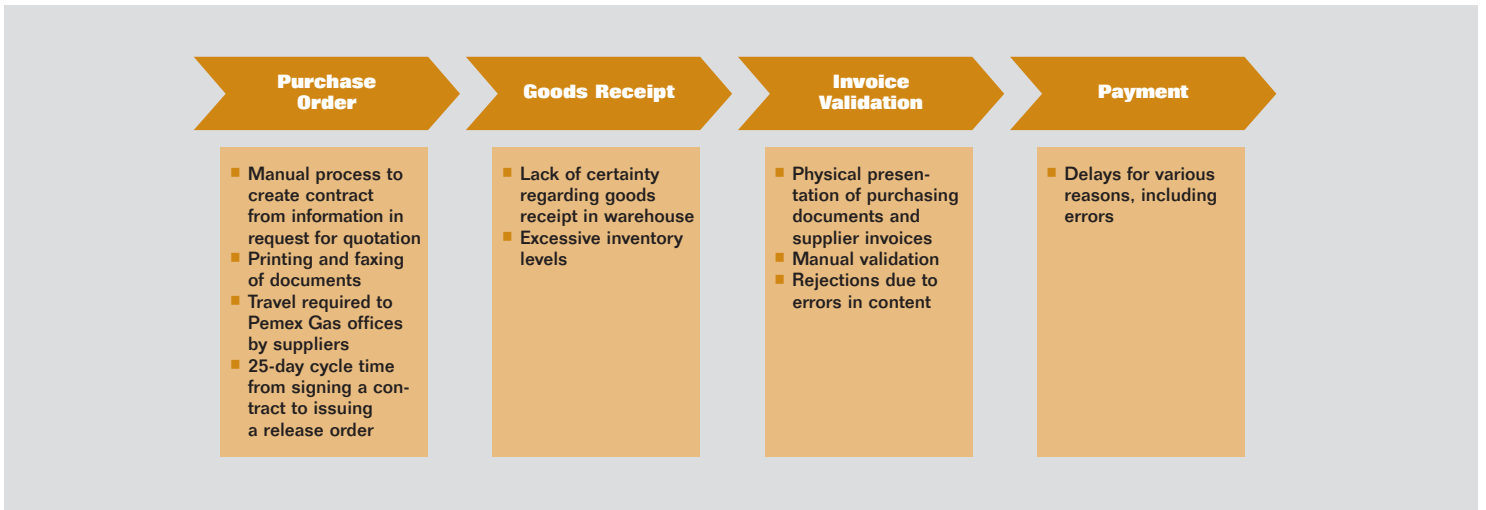 Purchase
Order
Goods Receipt
Invoice
Validation
Payment
■ Manual process to
create contract
from information in
request for quotation
■ Printing and faxing
of documents
■ Travel required to
Pemex Gas offices
by suppliers
■ 25-day cycle time
from signing a con-
tract to issuing
a release order
■ Lack of certainty
regarding goods
receipt in warehouse
■ Excessive inventory
levels
■ Physical presen-
tation of purchasing
documents and
supplier invoices
■ Manual validation
■ Rejections due to
errors in content
■ Delays for various
reasons, including
errors